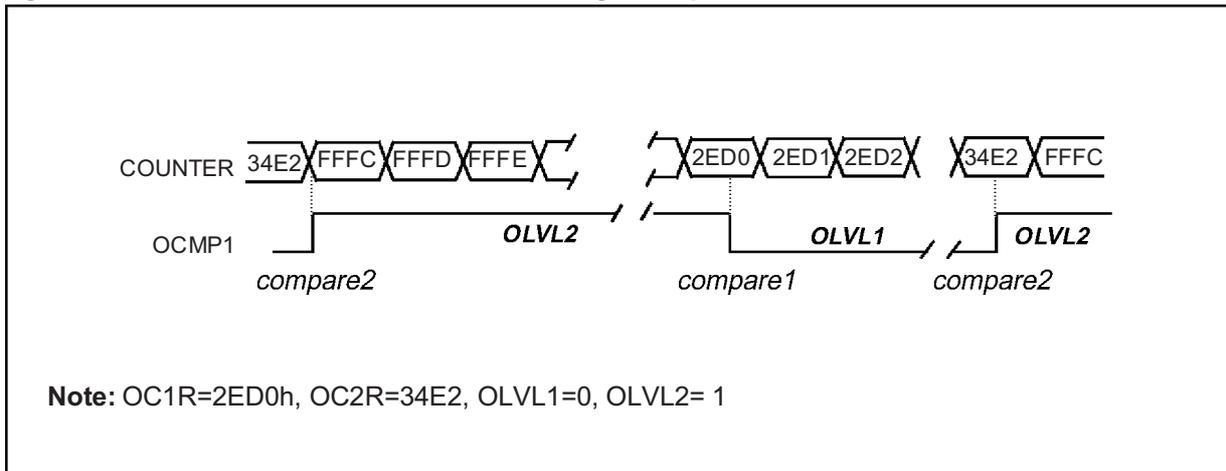 COUNTER 34E2 FFFC FFFD FFFE 2ED0 2ED1 2ED2 34E2 FFFC
OCMP1 OLVL2 OLVL1 OLVL2
compare2 compare1 compare2
Note: OC1R=2ED0h, OC2R=34E2, OLVL1=0, OLVL2= 1